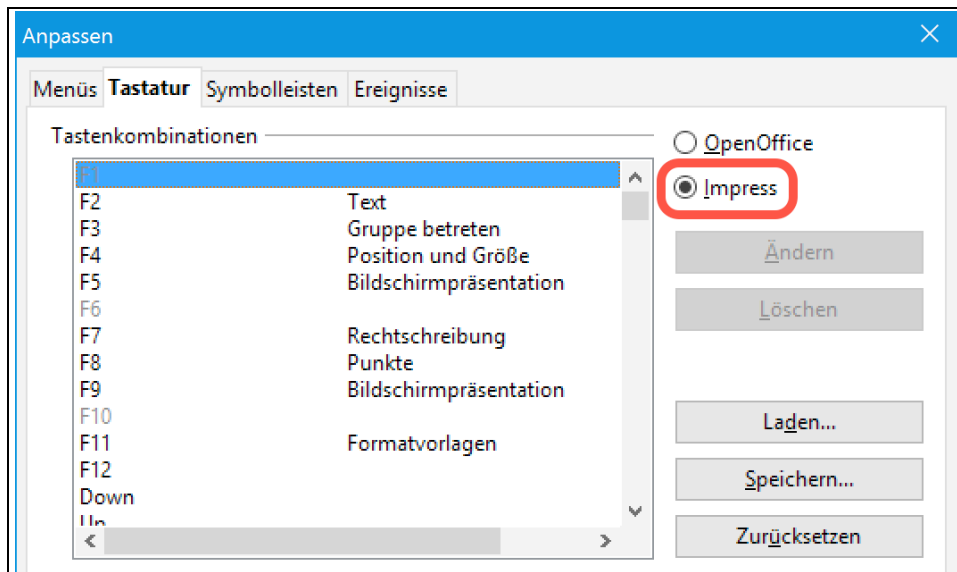 Anpassen
Menüs Tastatur Symbolleisten Ereignisse
Tastenkombinationen
OpenOffice
Impress
F1
F2 Text
F3 Gruppe betreten
F4 Position und Größe
F5 Bildschirmpräsentation
F6
F7 Rechtschreibung
F8 Punkte
F9 Bildschirmpräsentation
F10
F11 Formatvorlagen
F12
Down
Up
Ändern
Löschen
Laden...
Speichern...
Zurücksetzen